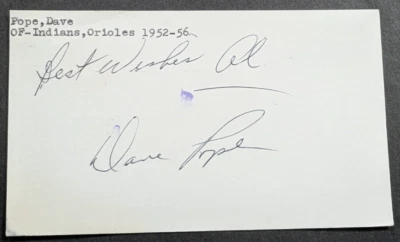 Pope,Dave
OF-Indians,Orioles 1952-56
Best Wishes Al
Dave Pope